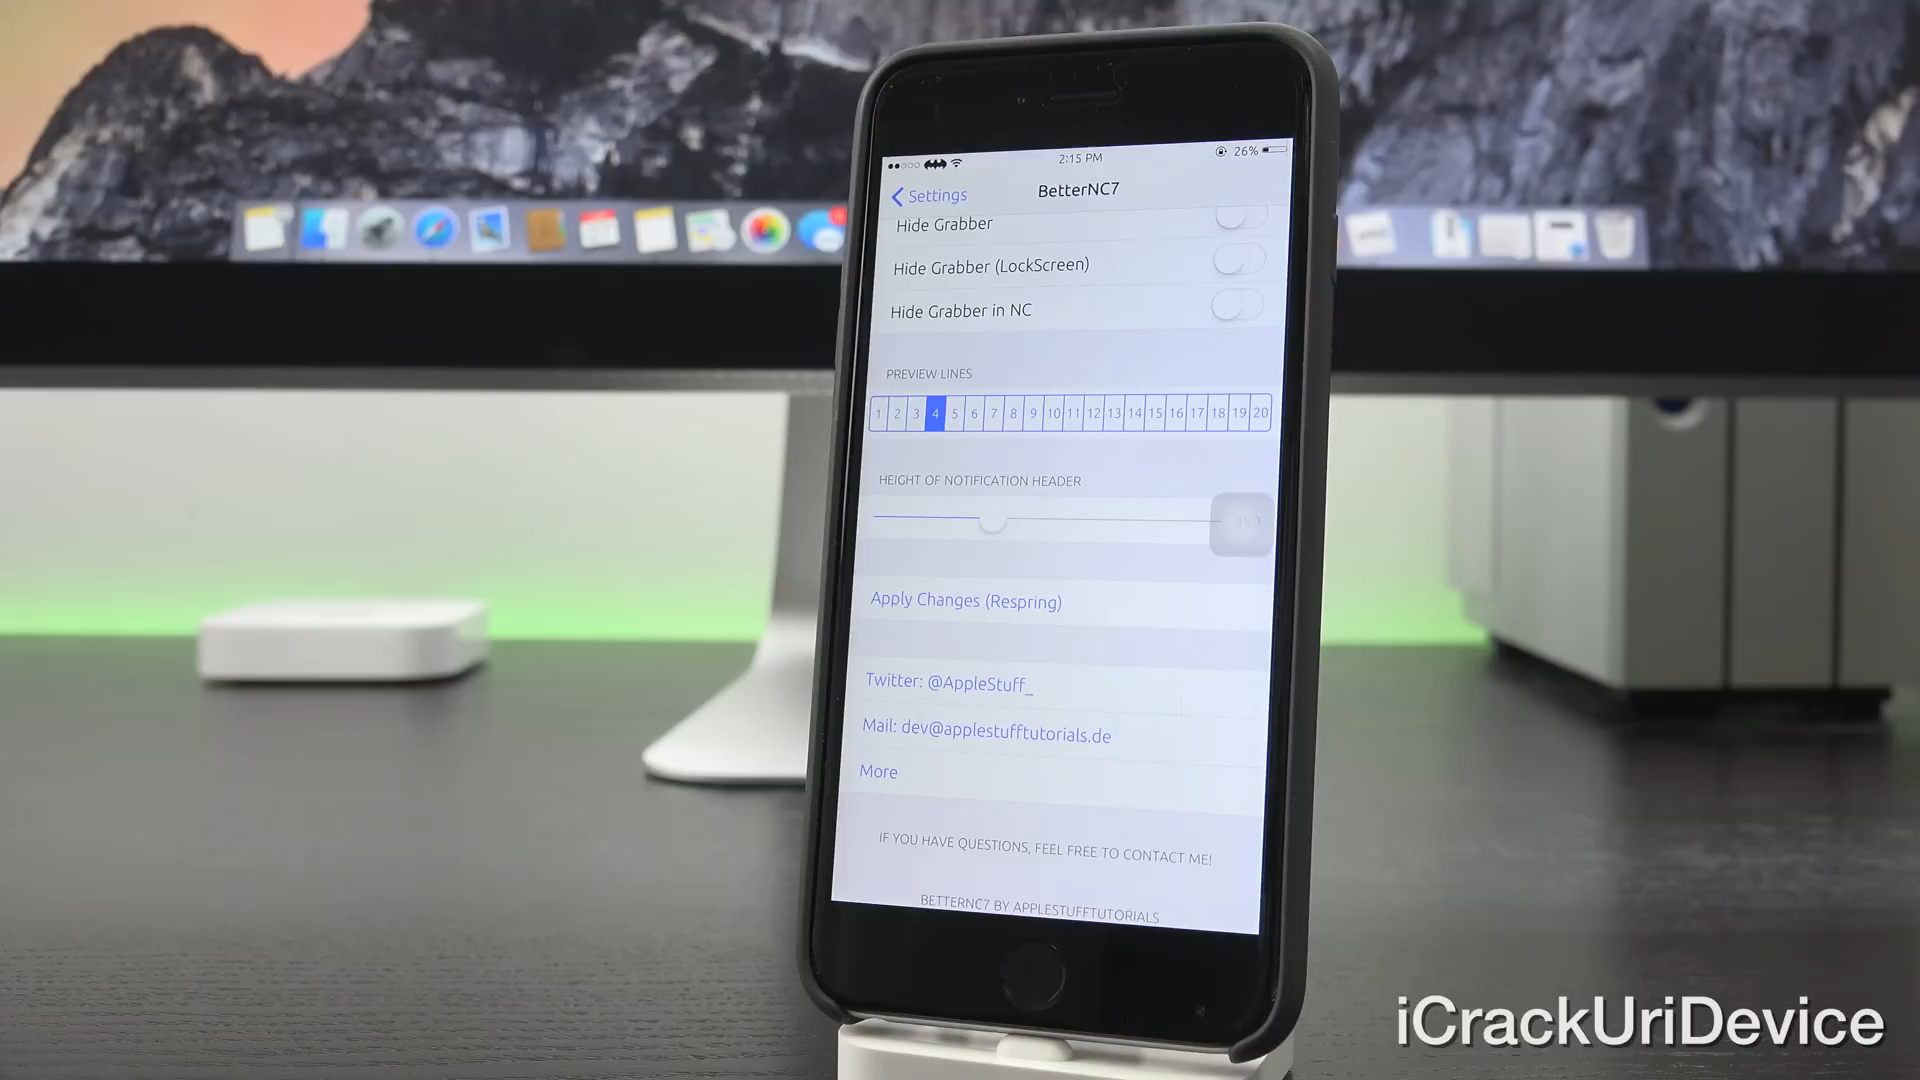 2:15 PM
26%
Settings
BetterNC7
Hide Grabber
Hide Grabber (LockScreen)
Hide Grabber in NC
PREVIEW LINES
1 2 3 4 5 6 7 8 9 10 11 12 13 14 15 16 17 18 19 20
HEIGHT OF NOTIFICATION HEADER
Apply Changes (Respring)
Twitter: @AppleStuff_
Mail: dev@applestufftutorials.de
More
IF YOU HAVE QUESTIONS, FEEL FREE TO CONTACT ME!
BETTERNC7 BY APPLESTUFFTUTORIALS
iCrackUriDevice